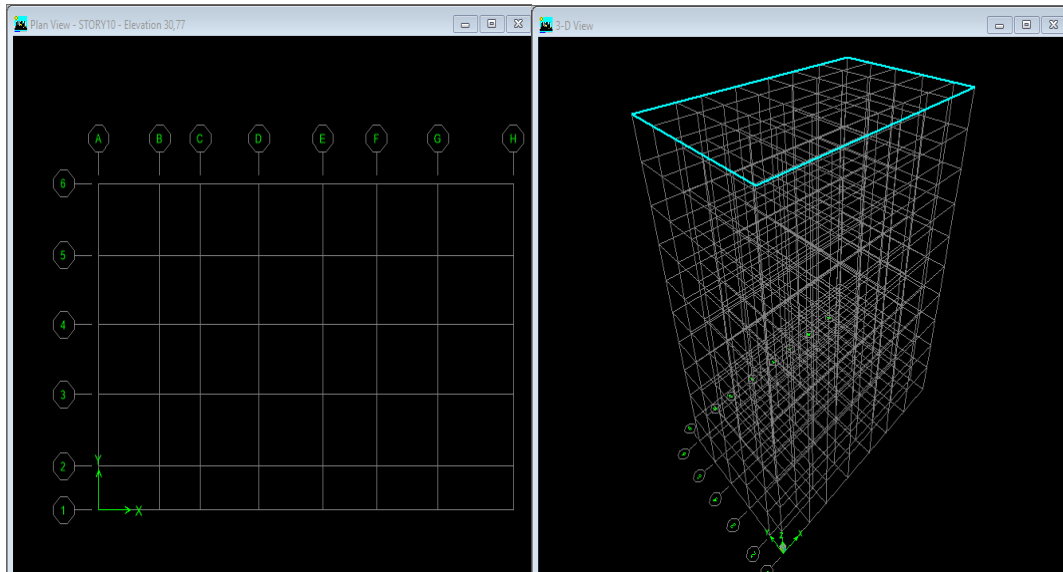 Plan View - STORY10 - Elevation 30,77
A B C D E F G H
6
5
4
3
2
1
Y
X
3-D View
Y Z X